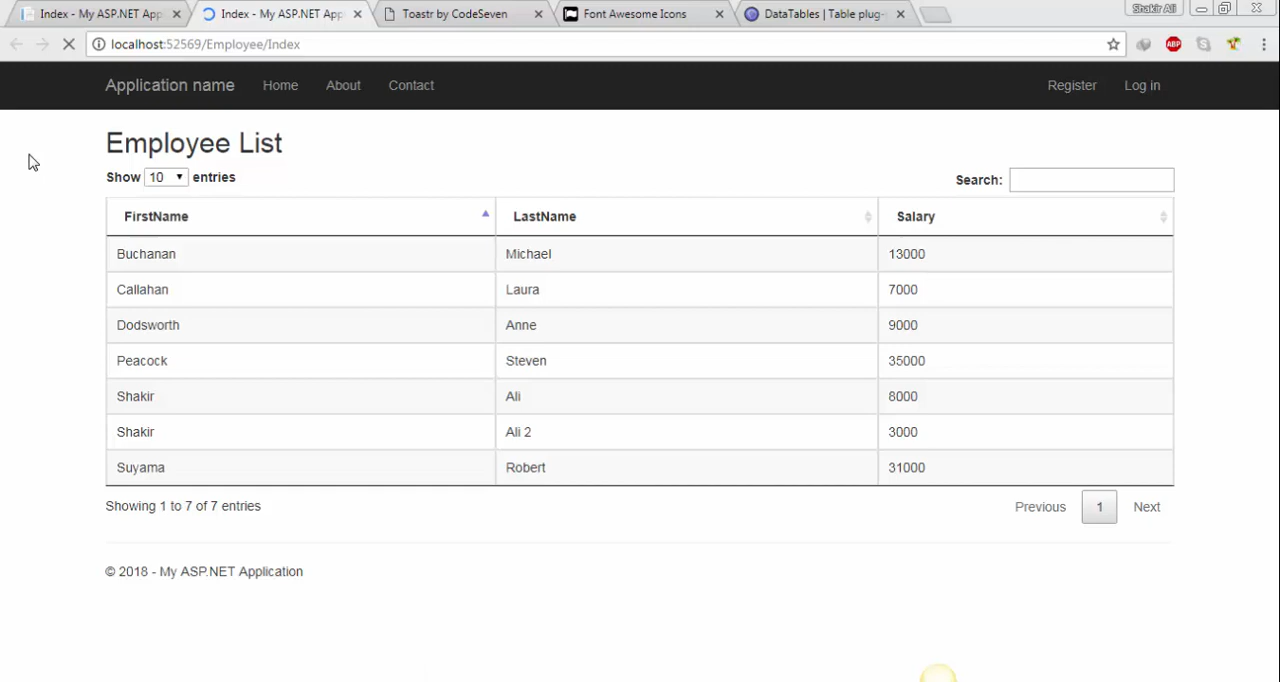 Index - My ASP.NET App
Index - My ASP.NET App
Toastr by CodeSeven
Font Awesome Icons
DataTables | Table plug-
Shakir Ali
localhost:52569/Employee/Index
ABP
Application name
Home
About
Contact
Register
Log in
Employee List
Show 10 entries
Search:
FirstName LastName Salary
Buchanan Michael 13000
Callahan Laura 7000
Dodsworth Anne 9000
Peacock Steven 35000
Shakir Ali 8000
Shakir Ali 2 3000
Suyama Robert 31000
Showing 1 to 7 of 7 entries
Previous 1 Next
© 2018 - My ASP.NET Application